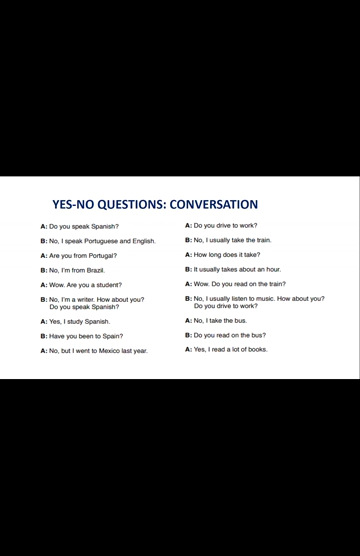 YES-NO QUESTIONS: CONVERSATION
A: Do you speak Spanish?
B: No, I speak Portuguese and English.
A: Are you from Portugal?
B: No, I'm from Brazil.
A: Wow. Are you a student?
B: No, I'm a writer. How about you?
Do you speak Spanish?
A: Yes, I study Spanish.
B: Have you been to Spain?
A: No, but I went to Mexico last year.
A: Do you drive to work?
B: No, I usually take the train.
A: How long does it take?
B: It usually takes about an hour.
A: Wow. Do you read on the train?
B: No, I usually listen to music. How about you?
Do you drive to work?
A: No, I take the bus.
B: Do you read on the bus?
A: Yes, I read a lot of books.